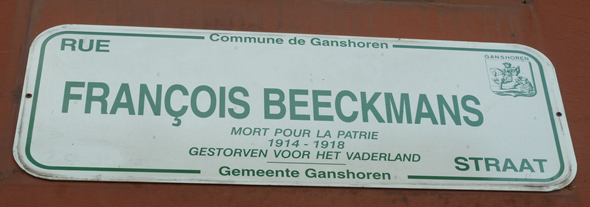 Commune de Ganshoren
RUE
GANSHOREN
FRANÇOIS BEECKMANS
MORT POUR LA PATRIE
1914 - 1918
GESTORVEN VOOR HET VADERLAND
STRAAT
Gemeente Ganshoren